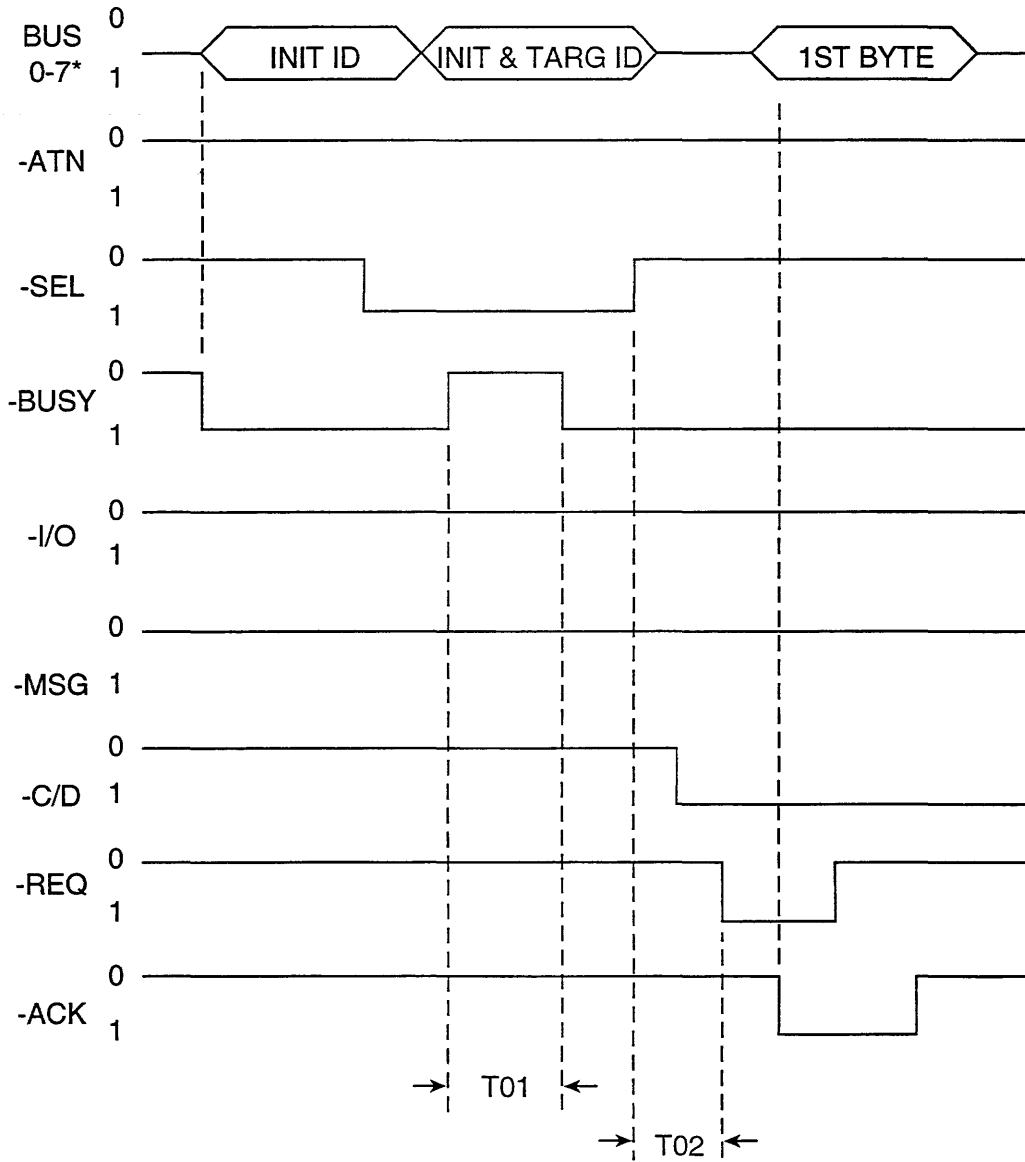 BUS 0-7* 0 1 INIT ID INIT & TARG ID 1ST BYTE
-ATN 0 1
-SEL 0 1
-BUSY 0 1
-I/O 0 1
-MSG 0 1
-C/D 0 1
-REQ 0 1
-ACK 0 1
T01
T02